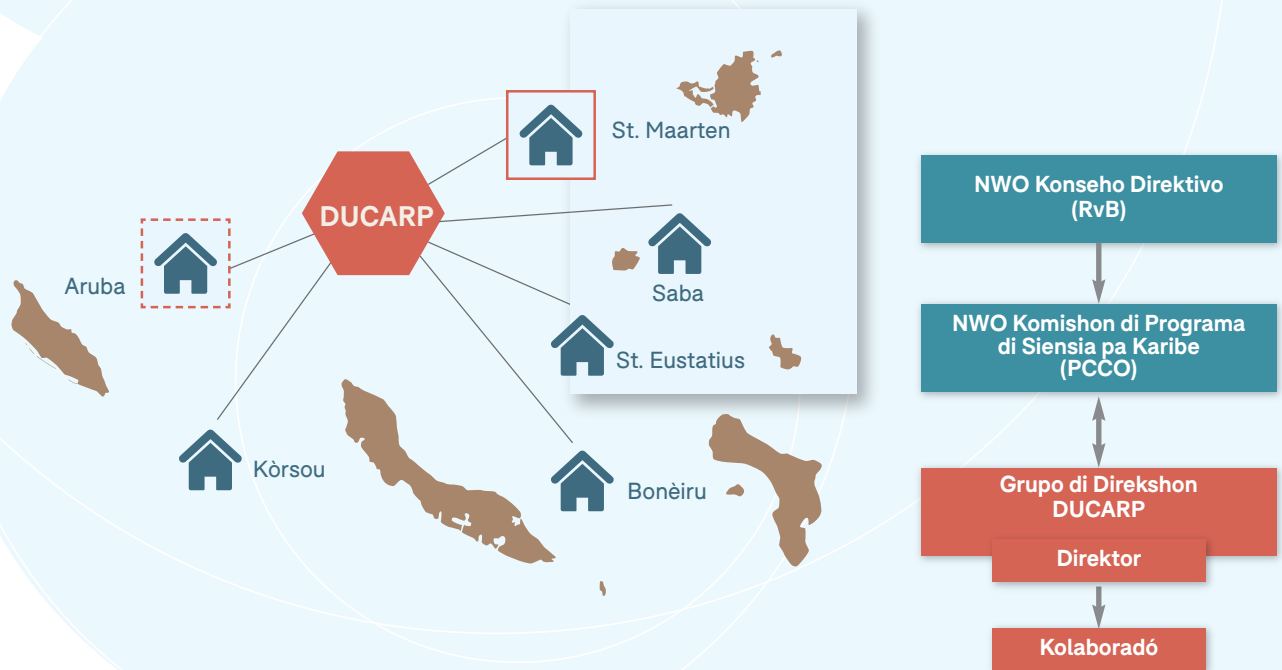 St. Maarten
DUCARP
Aruba
Saba
St. Eustatius
Kòrsou
Bonèiru
NWO Konseho Direktivo
(RvB)
NWO Komishon di Programa
di Siensia pa Karibe
(PCCO)
Grupo di Direkshon
DUCARP
Direktor
Kolaboradó